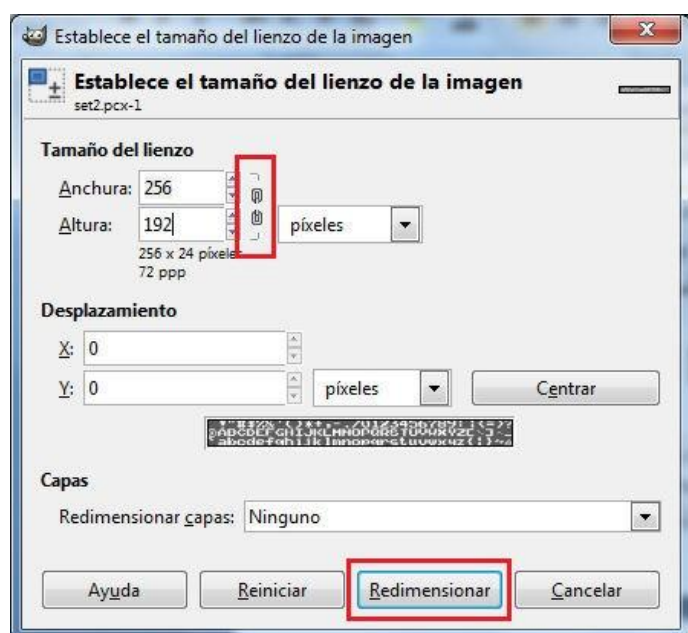 Establece el tamaño del lienzo de la imagen
Establece el tamaño del lienzo de la imagen
set2.pcx-1
Tamaño del lienzo
Anchura: 256
Altura: 192 píxeles
256 x 24 píxeles
72 ppp
Desplazamiento
X: 0
Y: 0 píxeles Centrar
Capas
Redimensionar capas: Ninguno
Ayuda Reiniciar Redimensionar Cancelar